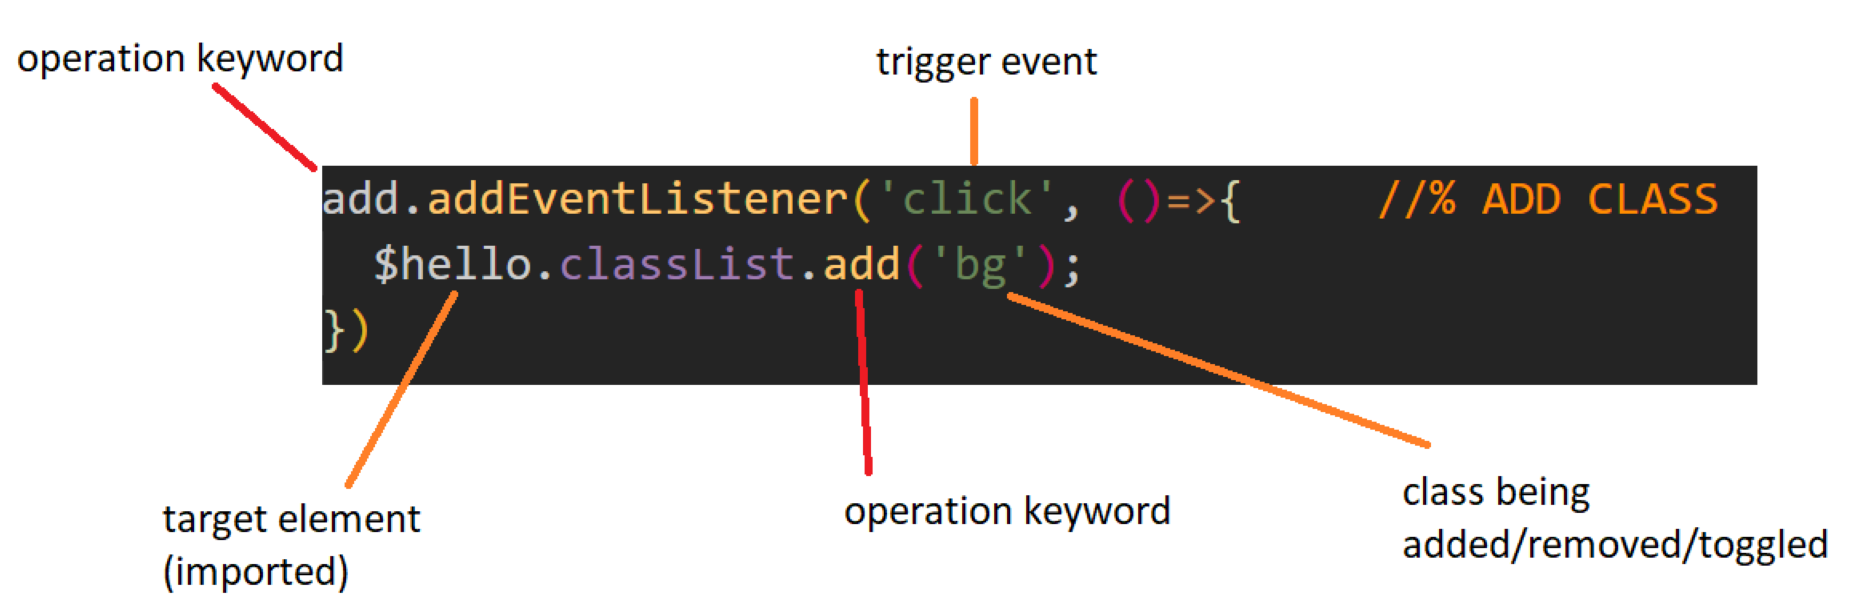 operation keyword
trigger event
add.addEventListener('click', ()=>{ //% ADD CLASS
$hello.classList.add('bg');
})
target element
(imported)
operation keyword
class being
added/removed/toggled